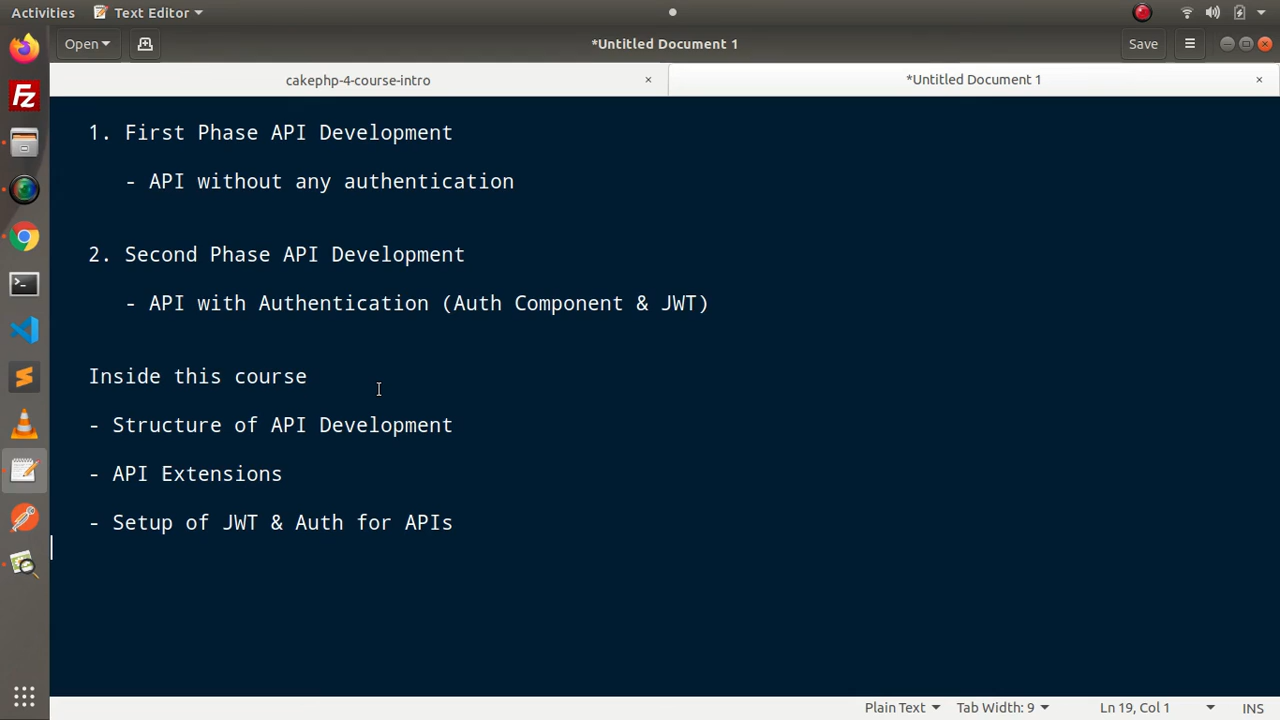 Activities Text Editor
Open *Untitled Document 1 Save
cakephp-4-course-intro × *Untitled Document 1 ×
1. First Phase API Development
- API without any authentication
2. Second Phase API Development
- API with Authentication (Auth Component & JWT)
Inside this course
- Structure of API Development
- API Extensions
- Setup of JWT & Auth for APIs
Plain Text Tab Width: 9 Ln 19, Col 1 INS